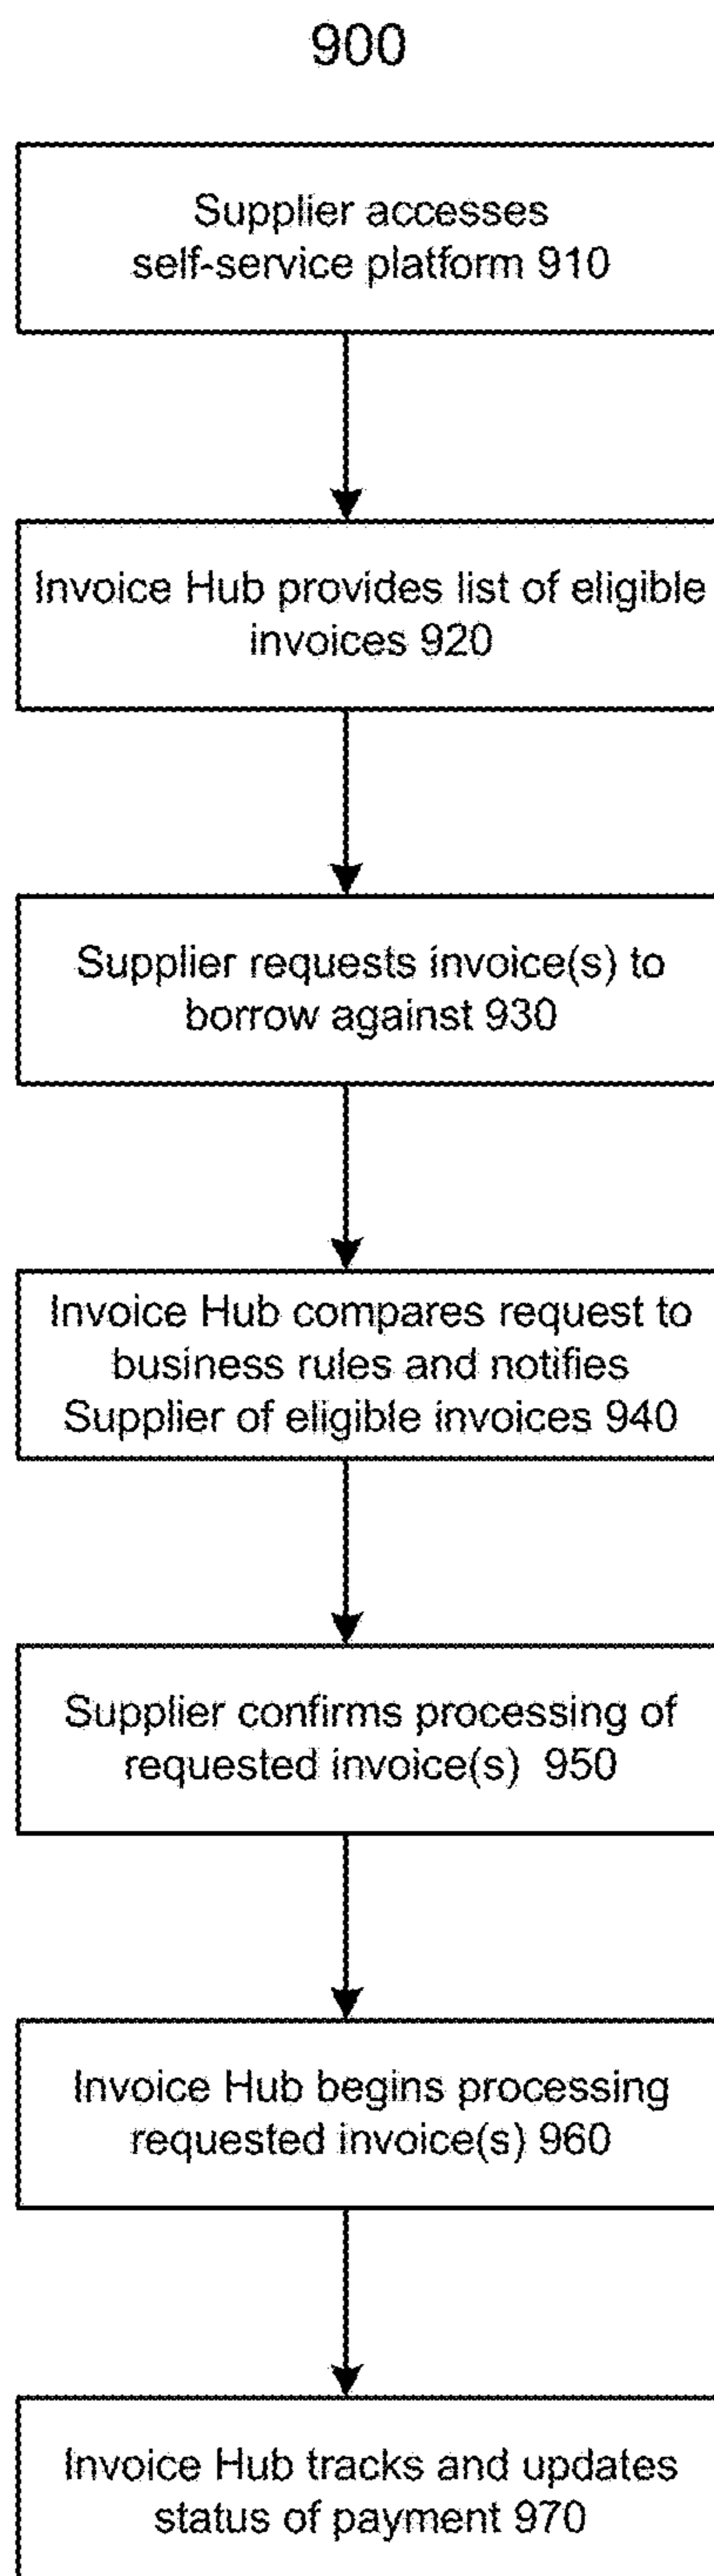 900
Supplier accesses
self-service platform 910
Invoice Hub provides list of eligible
invoices 920
Supplier requests invoice(s) to
borrow against 930
Invoice Hub compares request to
business rules and notifies
Supplier of eligible invoices 940
Supplier confirms processing of
requested invoice(s) 950
Invoice Hub begins processing
requested invoice(s) 960
Invoice Hub tracks and updates
status of payment 970